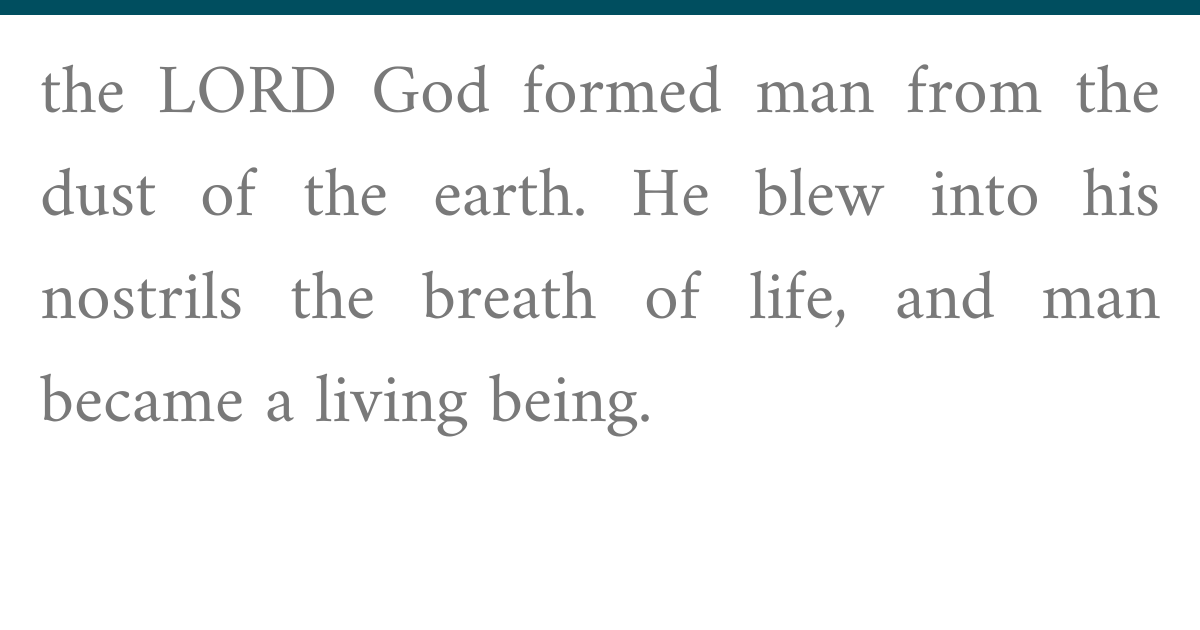 the LORD God formed man from the
dust of the earth. He blew into his
nostrils the breath of life, and man
became a living being.